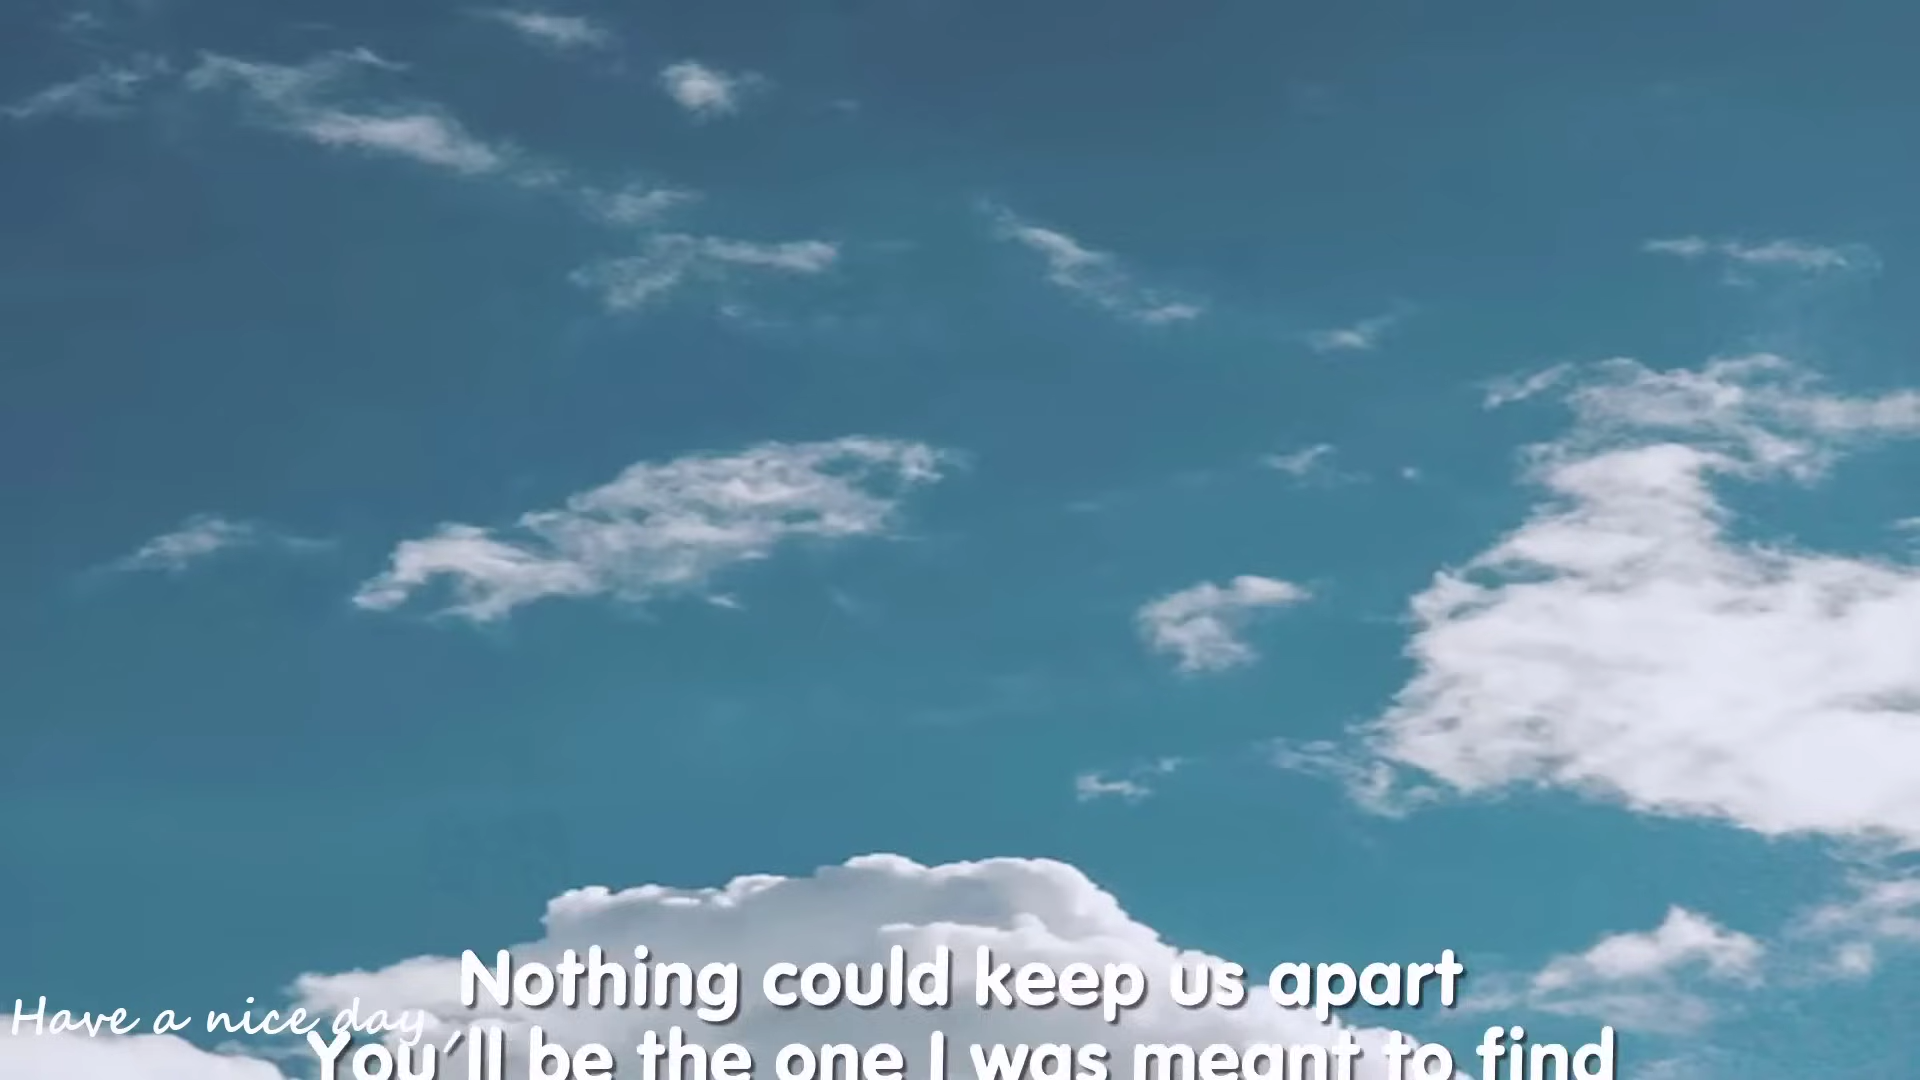 Nothing could keep us apart
Have a nice day
You'll be the one I was meant to find